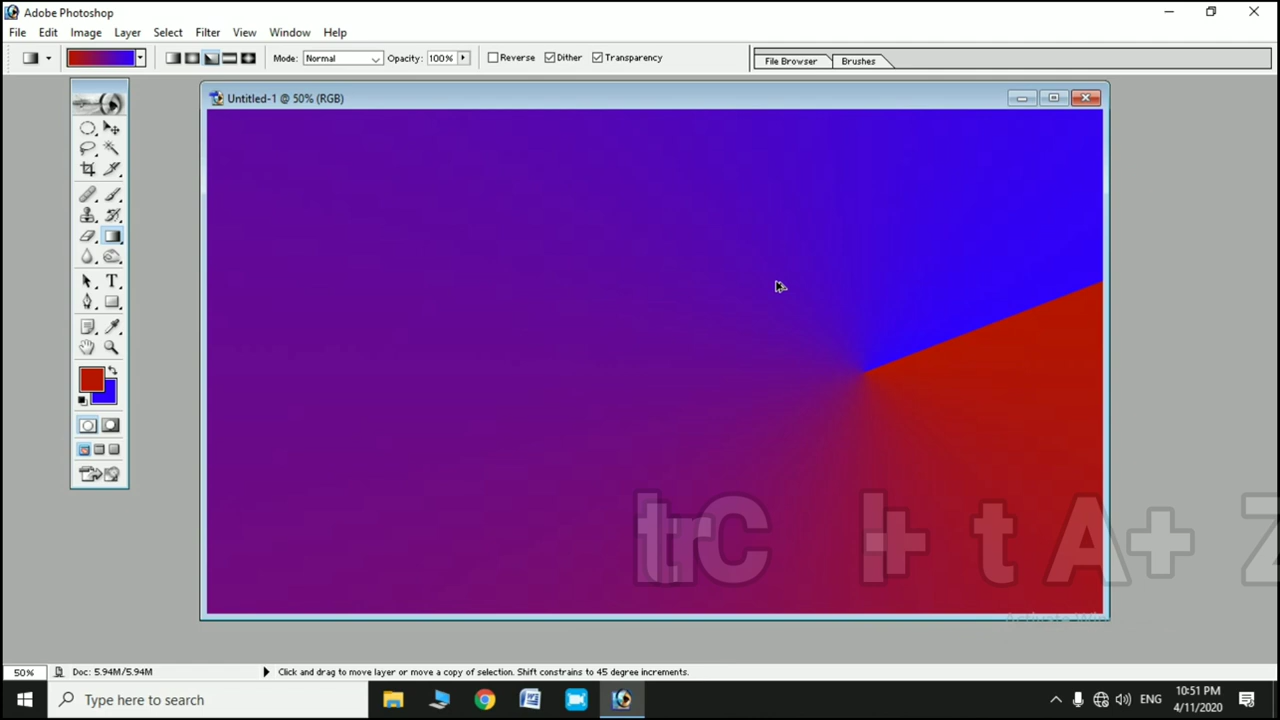 Adobe Photoshop
File Edit Image Layer Select Filter View Window Help
Mode: Normal Opacity: 100% Reverse Dither Transparency File Browser Brushes
Untitled-1 @ 50% (RGB)
T
+ t A+ Z
50% Doc: 5.94M/5.94M Click and drag to move layer or move a copy of selection. Shift constrains to 45 degree increments.
Type here to search
ENG
10:51 PM
4/11/2020